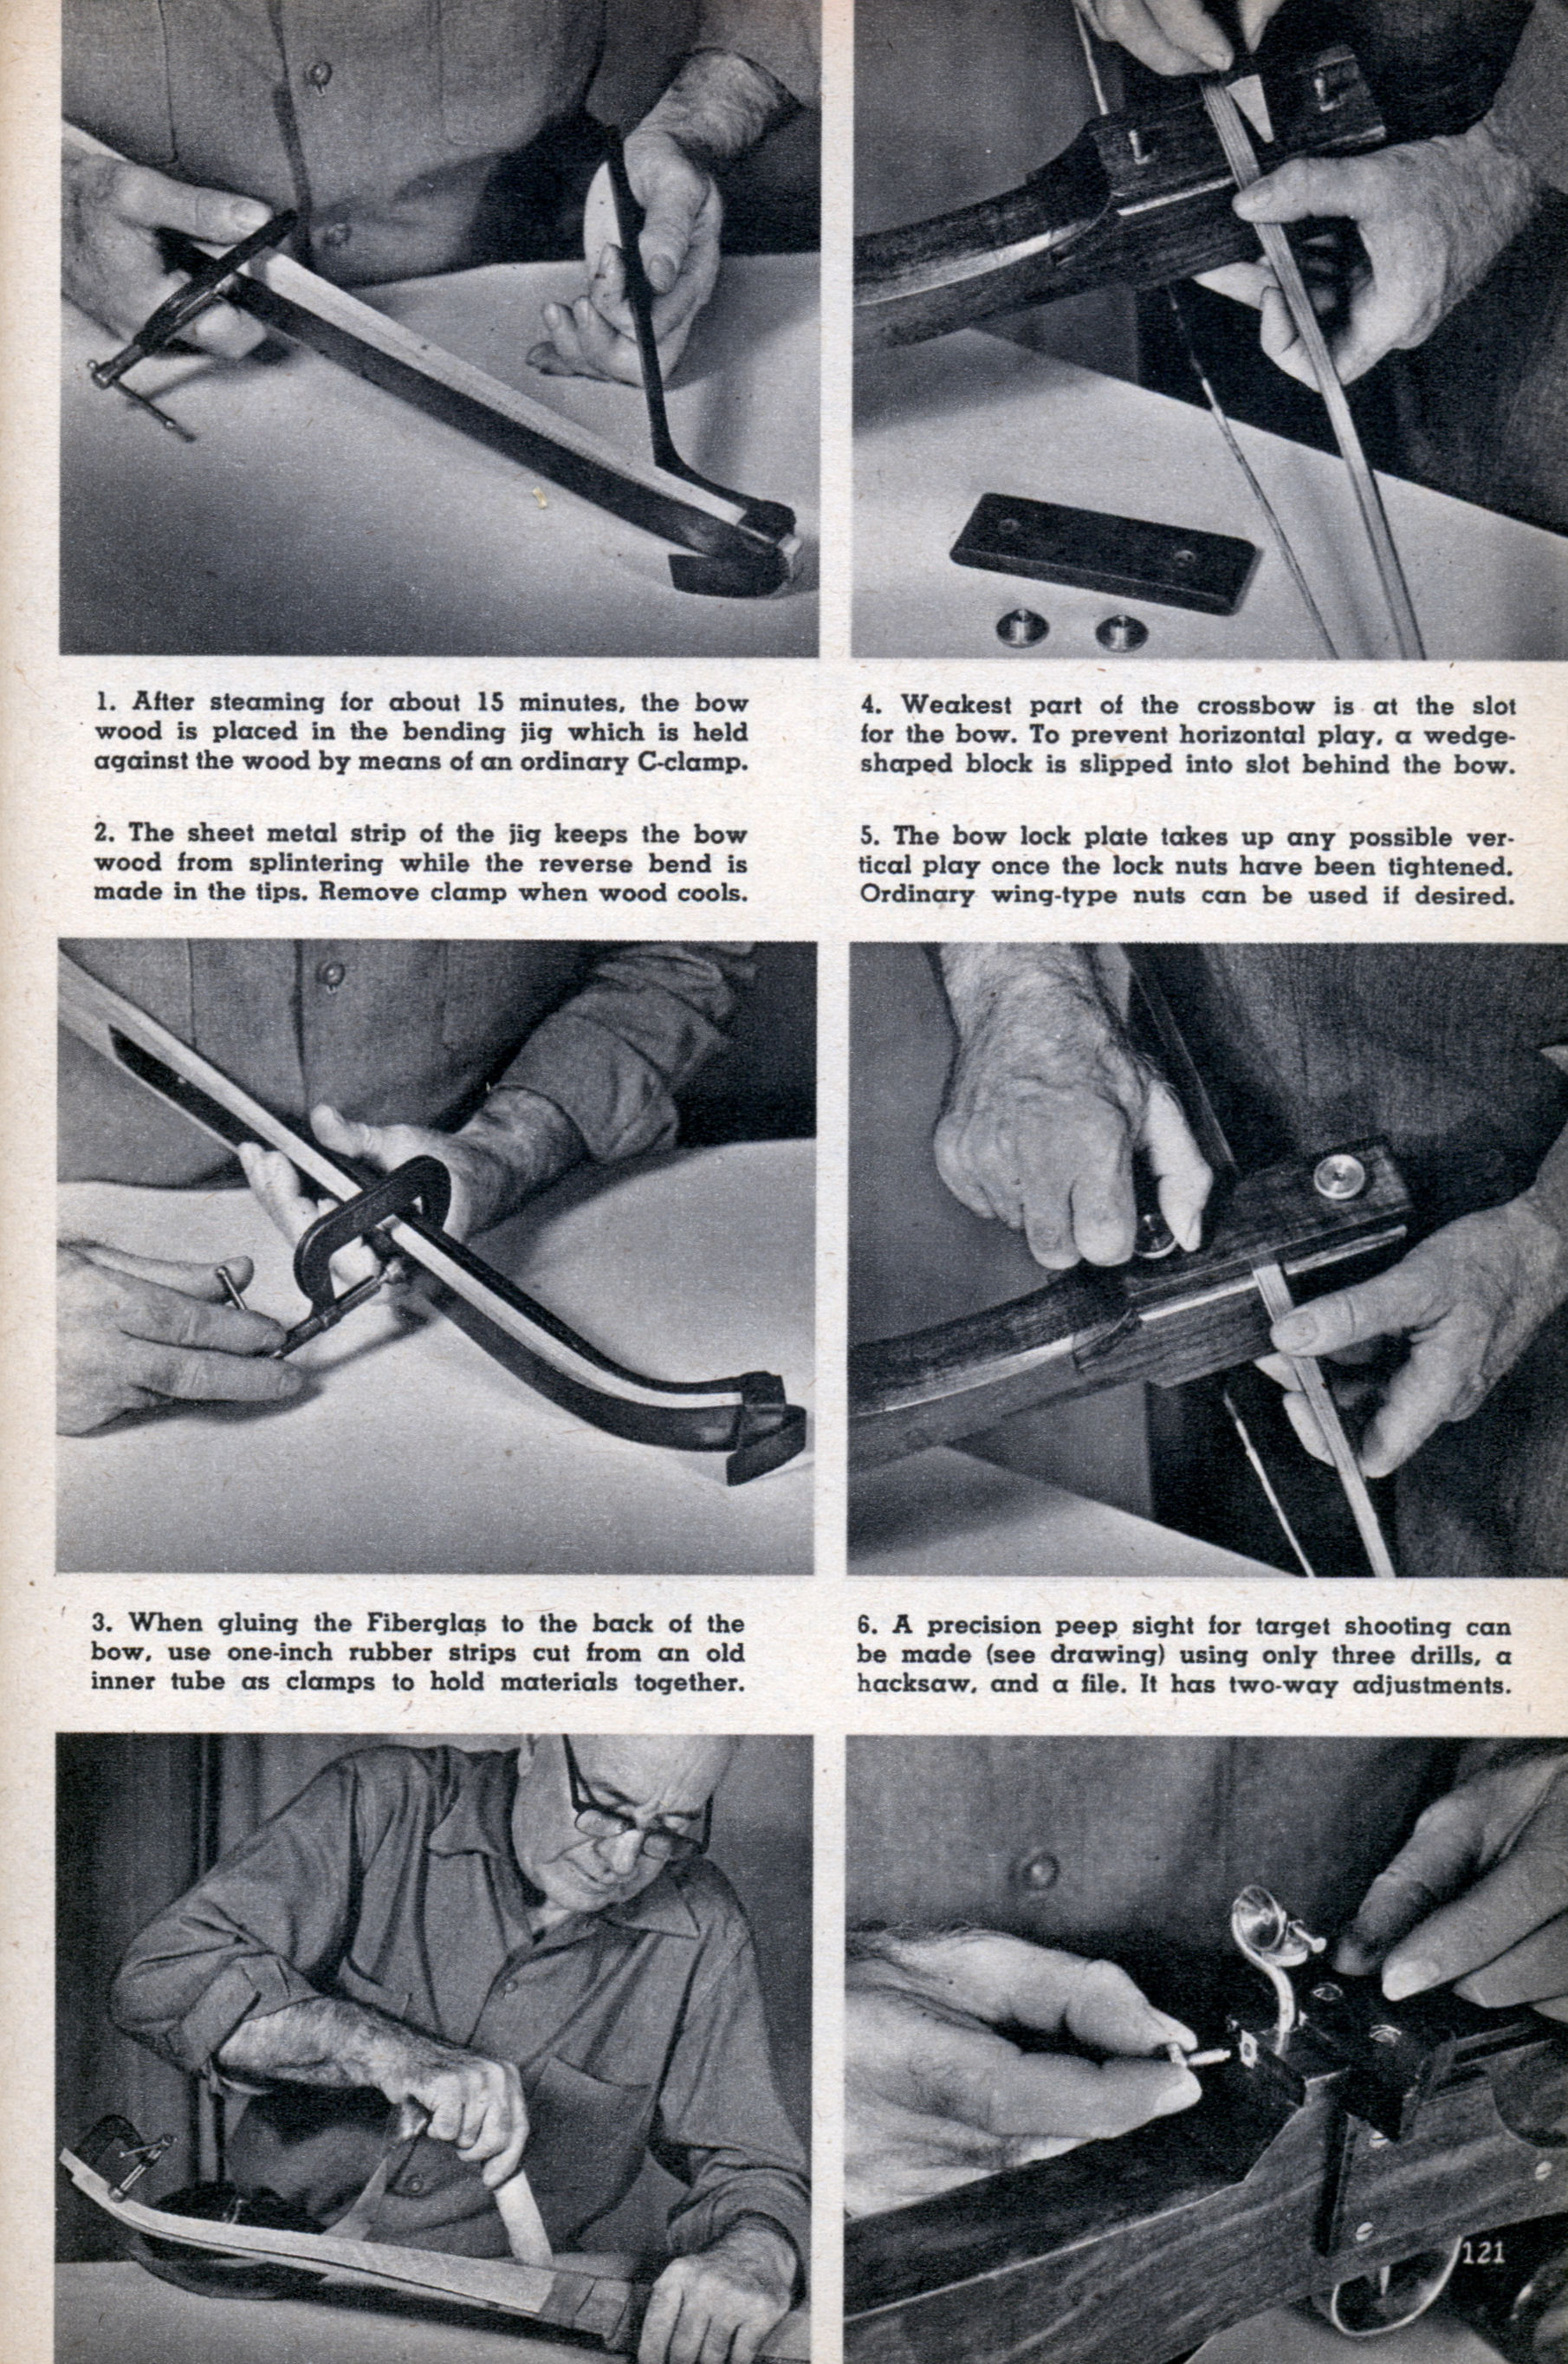 1. After steaming for about 15 minutes, the bow
wood is placed in the bending jig which is held
against the wood by means of an ordinary C-clamp.
2. The sheet metal strip of the jig keeps the bow
wood from splintering while the reverse bend is
made in the tips. Remove clamp when wood cools.
4. Weakest part of the crossbow is at the slot
for the bow. To prevent horizontal play, a wedge-
shaped block is slipped into slot behind the bow.
5. The bow lock plate takes up any possible ver-
tical play once the lock nuts have been tightened.
Ordinary wing-type nuts can be used if desired.
3. When gluing the Fiberglas to the back of the
bow, use one-inch rubber strips cut from an old
inner tube as clamps to hold materials together.
6. A precision peep sight for target shooting can
be made (see drawing) using only three drills, a
hacksaw, and a file. It has two-way adjustments.
121